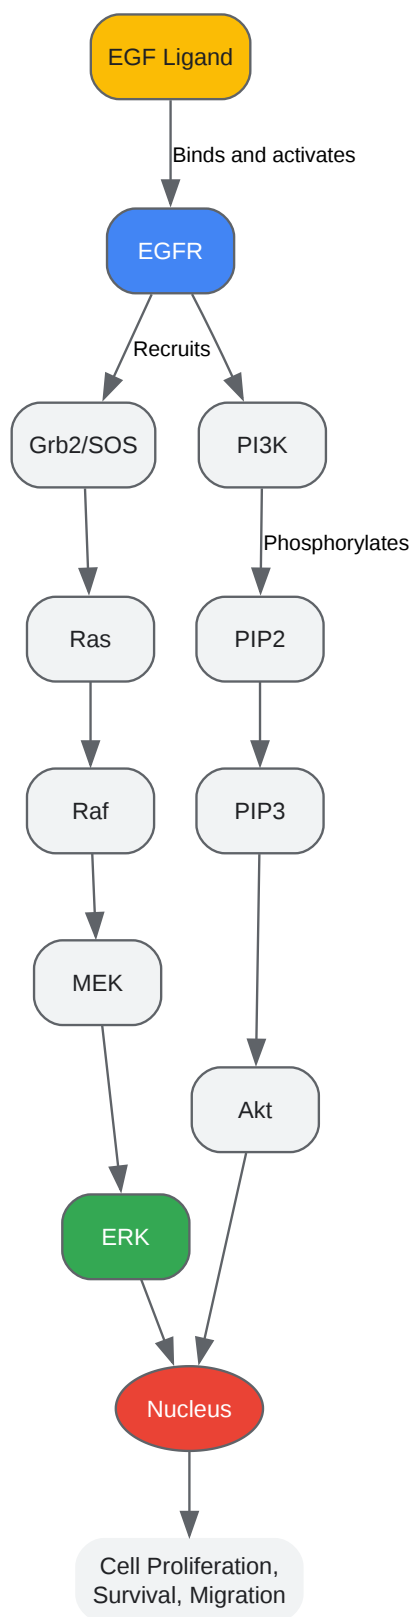 EGF Ligand
Binds and activates
EGFR
Recruits
Grb2/SOS
PI3K
Phosphorylates
Ras
PIP2
Raf
PIP3
MEK
Akt
ERK
Nucleus
Cell Proliferation,
Survival, Migration